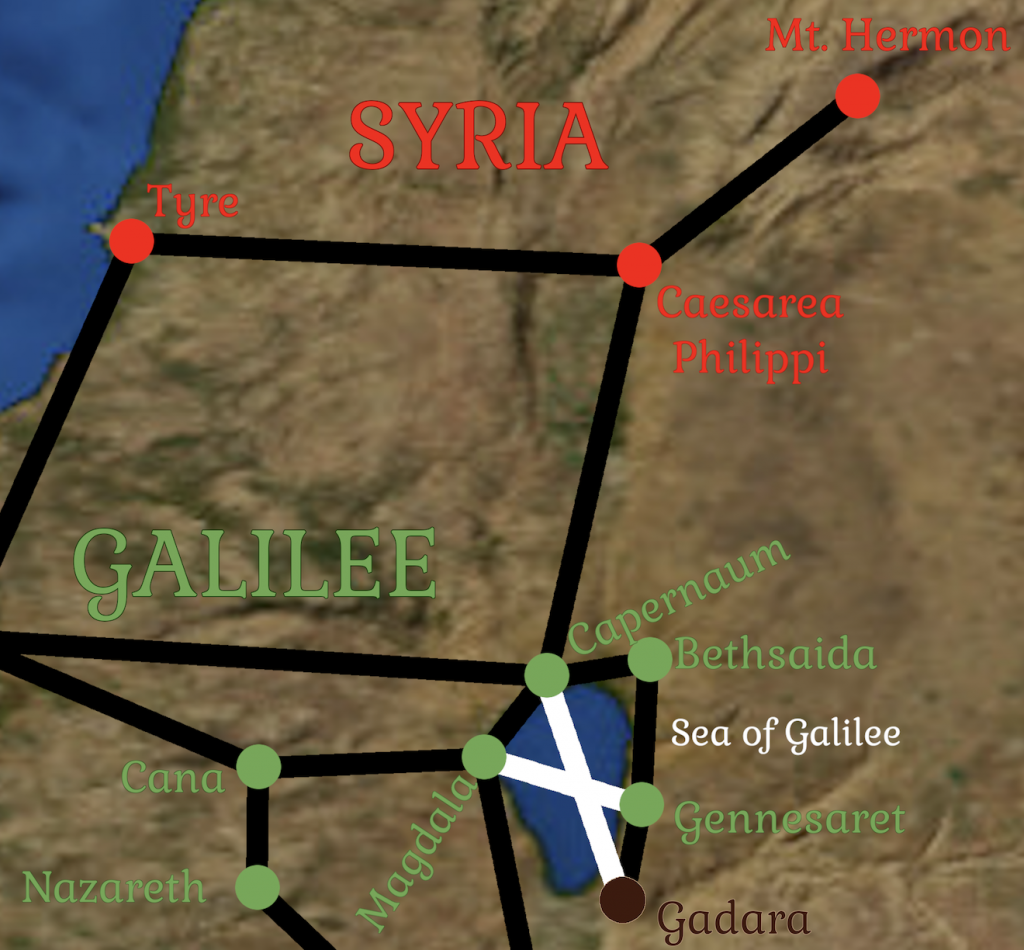 Mt. Hermon
SYRIA
Tyre
Caesarea
Philippi
GALILEE
Capernaum
Bethsaida
Sea of Galilee
Cana
Magdala
Gennesaret
Nazareth
Gadara